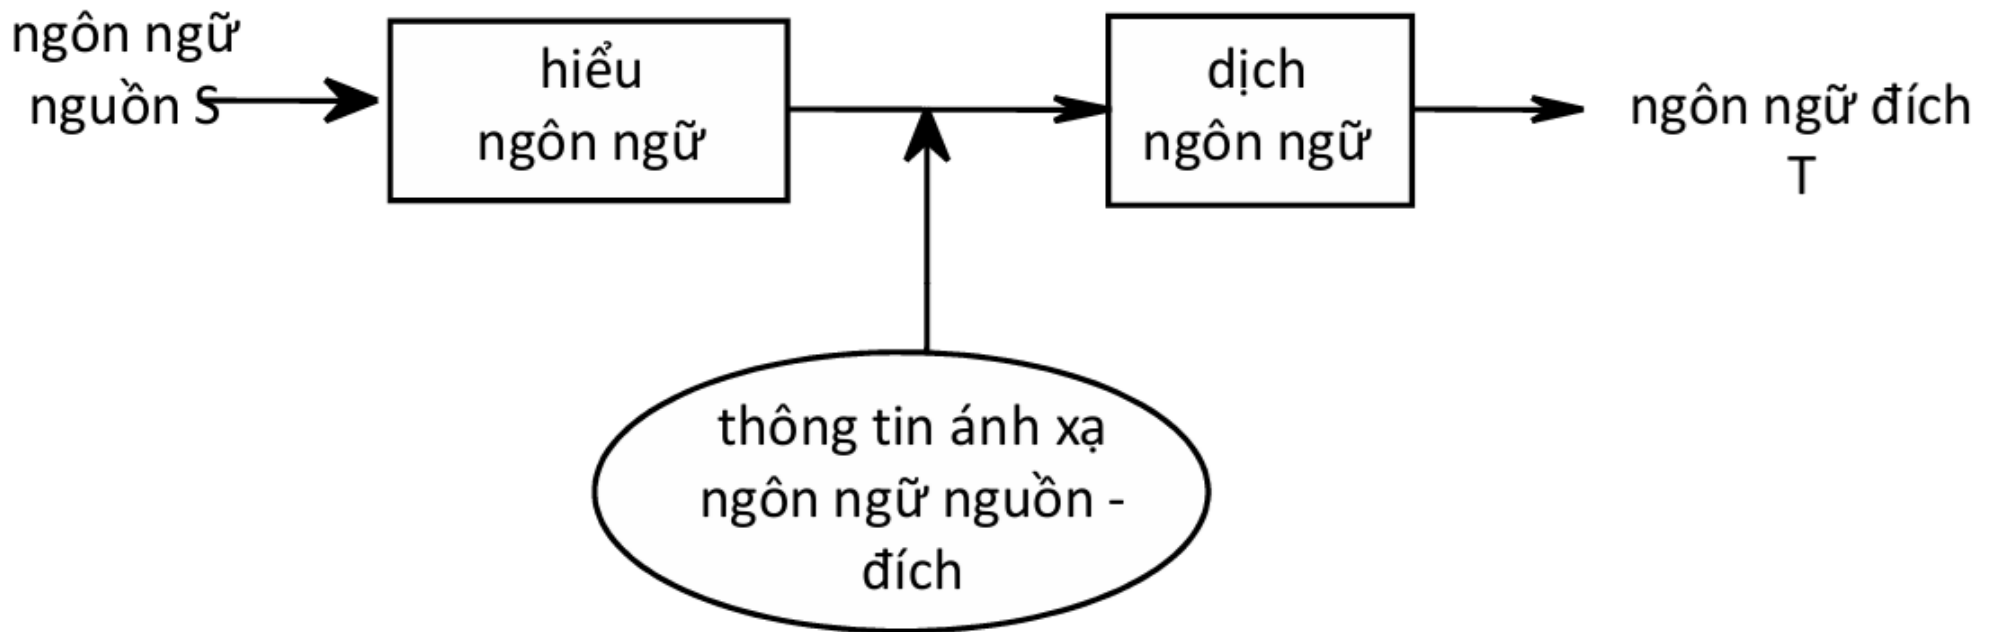 ngôn ngữ
nguồn S
hiểu
ngôn ngữ
dịch
ngôn ngữ
ngôn ngữ đích
T
thông tin ánh xạ
ngôn ngữ nguồn -
đích